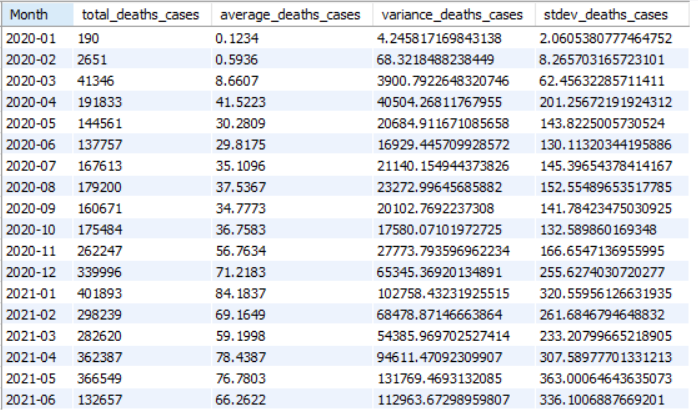 Month total_deaths_cases average_deaths_cases variance_deaths_cases stdev_deaths_cases
2020-01 190 0.1234 4.245817169843138 2.0605380777464752
2020-02 2651 0.5936 68.3218488238449 8.265703165723101
2020-03 41346 8.6607 3900.7922648320746 62.45632285711411
2020-04 191833 41.5223 40504.26811767955 201.25672191924312
2020-05 144561 30.2809 20684.911671085658 143.8225005730524
2020-06 137757 29.8175 16929.445709928572 130.11320344195886
2020-07 167613 35.1096 21140.154944373826 145.39654378414167
2020-08 179200 37.5367 23272.99645685882 152.55489653517785
2020-09 160671 34.7773 20102.7692237308 141.78423475030925
2020-10 175484 36.7583 17580.07101972725 132.589860169348
2020-11 262247 56.7634 27773.793596962234 166.6547136955995
2020-12 339996 71.2183 65345.36920134891 255.6274030720277
2021-01 401893 84.1837 102758.43231925515 320.55956126631935
2021-02 298239 69.1649 68478.87146663864 261.6846794648832
2021-03 282620 59.1998 54385.969702527414 233.20799665218905
2021-04 362387 78.4387 94611.47092309907 307.58977701331213
2021-05 366549 76.7803 131769.4693132085 363.00064643635073
2021-06 132657 66.2622 112963.67298959807 336.1006887669201